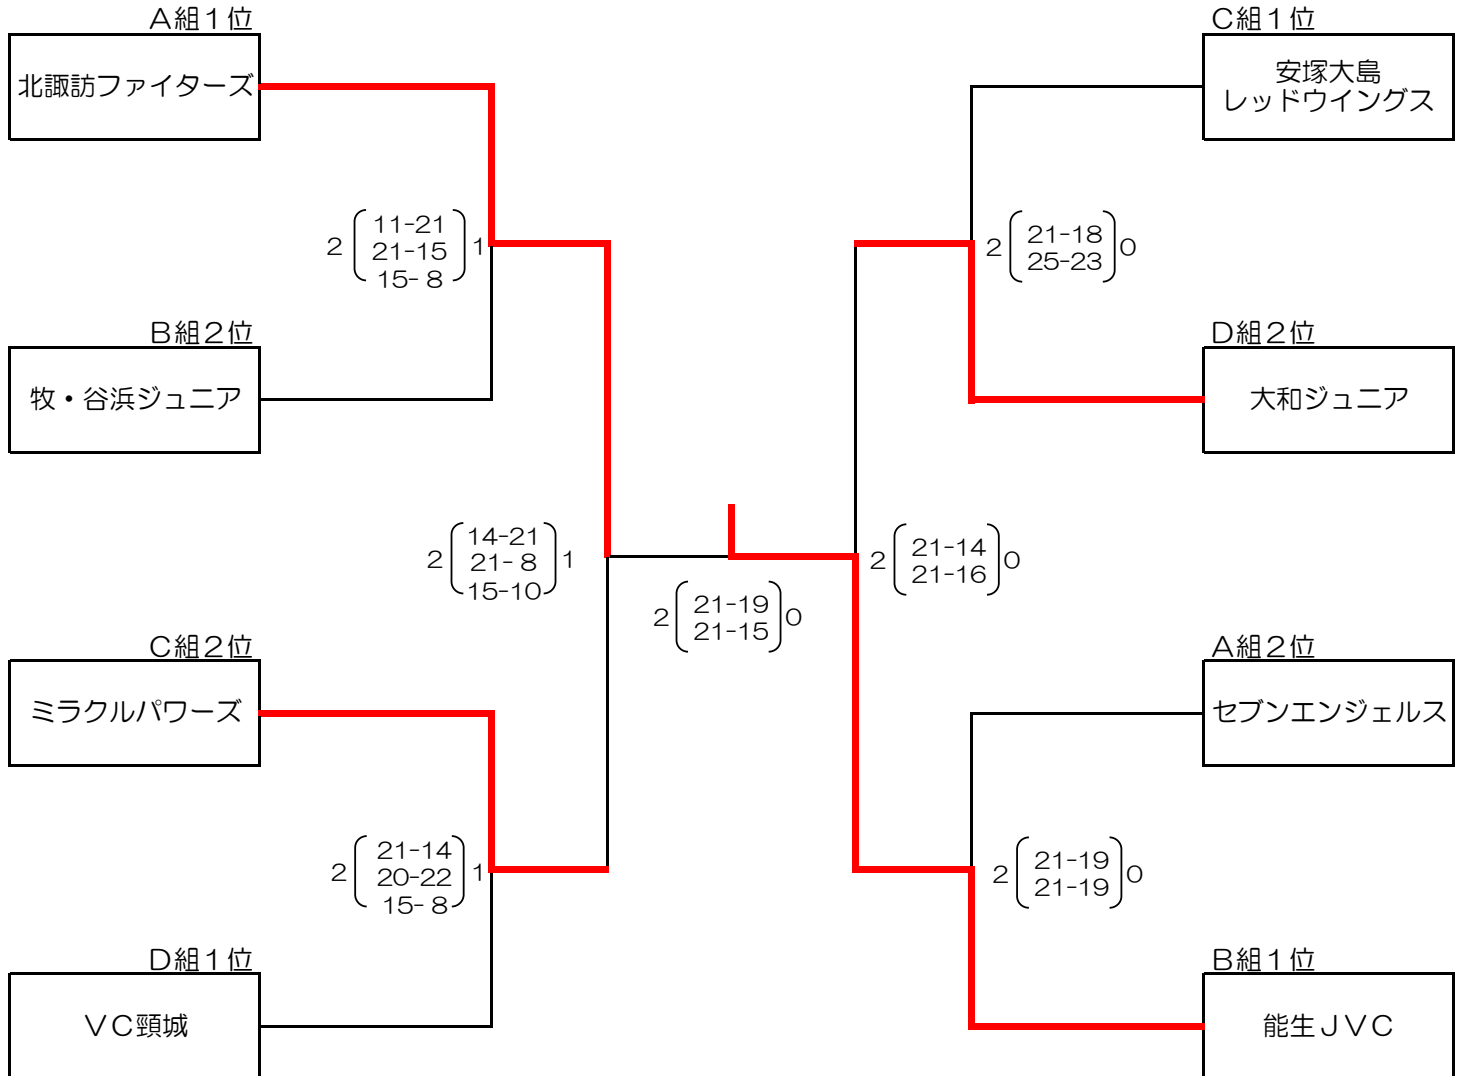 A組１位
北諏訪ファイターズ
B組２位
牧・谷浜ジュニア
C組２位
ミラクルパワーズ
D組１位
VC頸城
2 11-21 1
21-15
15- 8
2 14-21 1
21- 8
15-10
2 21-14 1
20-22
15- 8
2 21-19 0
21-15
C組１位
安塚大島
レッドウイングス
D組２位
大和ジュニア
A組２位
セブンエンジェルス
B組１位
能生JVC
2 21-18 0
25-23
2 21-14 0
21-16
2 21-19 0
21-19